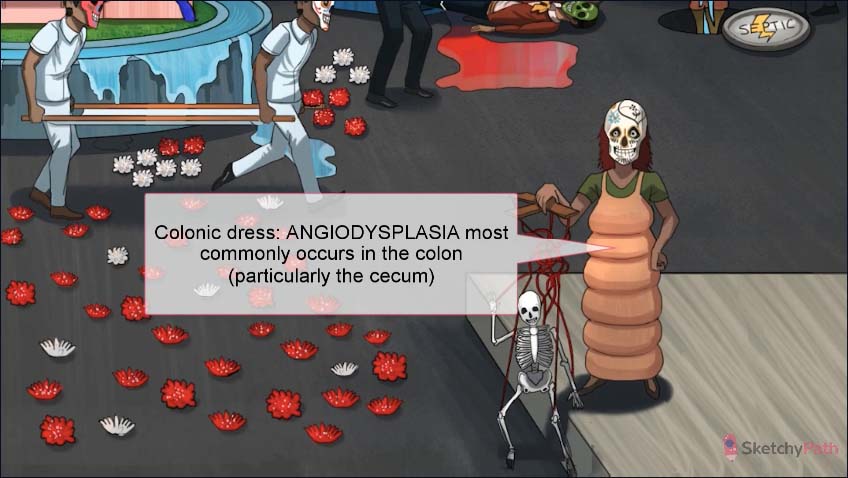 SEPTIC
Colonic dress: ANGIODYSPLASIA most
commonly occurs in the colon
(particularly the cecum)
SketchyPath